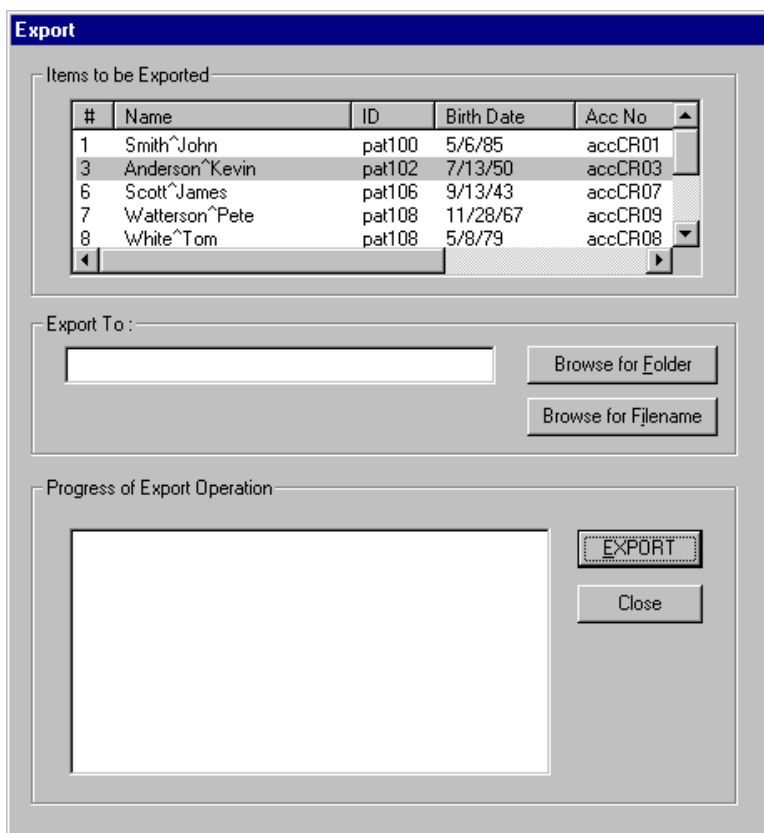 Export
Items to be Exported
# Name ID Birth Date Acc No
1 Smith^John pat100 5/6/85 accCR01
3 Anderson^Kevin pat102 7/13/50 accCR03
6 Scott^James pat106 9/13/43 accCR07
7 Watterson^Pete pat108 11/28/67 accCR09
8 White^Tom pat108 5/8/79 accCR08
Export To :
Browse for Folder
Browse for Filename
Progress of Export Operation
EXPORT
Close